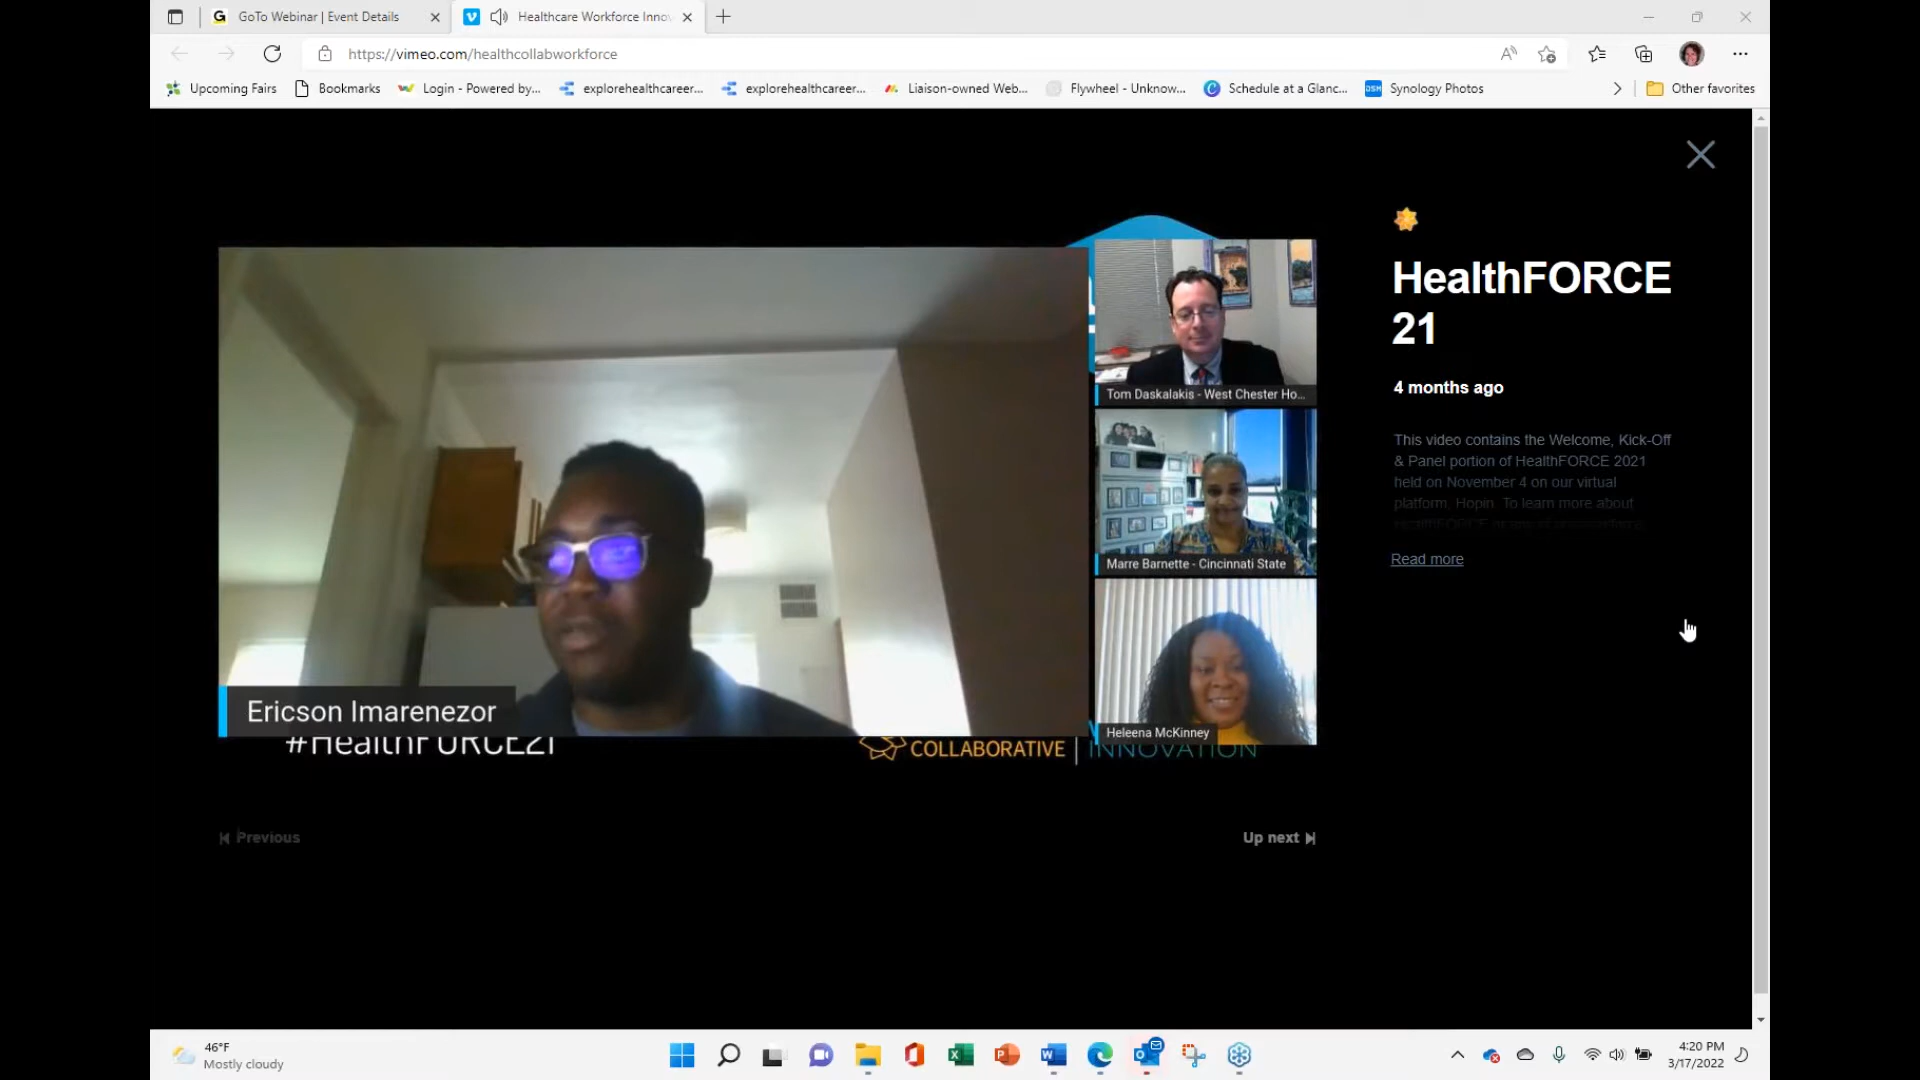 GoTo Webinar | Event Details
Healthcare Workforce Inno
https://vimeo.com/healthcollabworkforce
Upcoming Fairs
Bookmarks
Login - Powered by...
explorehealthcareer...
explorehealthcareer...
Liaison-owned Web...
Flywheel - Unknow...
Schedule at a Glanc...
DSM
Synology Photos
Other favorites
HealthFORCE
21
4 months ago
This video contains the Welcome, Kick-Off
& Panel portion of HealthFORCE 2021
held on November 4 on our virtual
platform, Hopin. To learn more about
Read more
Tom Daskalakis - West Chester Ho...
Marre Barnette - Cincinnati State
Heleena McKinney
Ericson Imarenezor
#HealthFORCE21
COLLABORATIVE | INNOVATION
Previous
Up next
46°F
Mostly cloudy
4:20 PM
3/17/2022